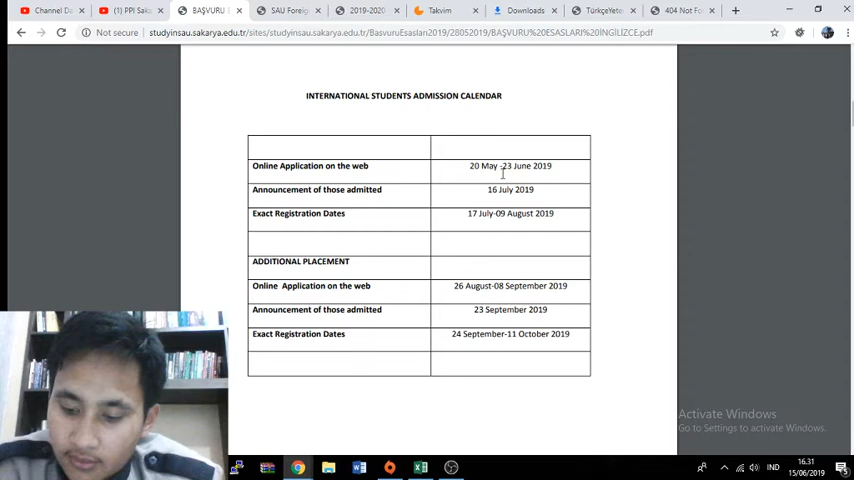 Channel Da
(1) PPI Saka
BAŞVURU E
SAU Foreig
2019-2020
Takvim
Downloads
TürkçeYete
404 Not Fo
Not secure
studyinsau.sakarya.edu.tr/sites/studyinsau.sakarya.edu.tr/BasvuruEsaslari2019/28052019/BAŞVURU%20ESASLARI%20İNGİLİZCE.pdf
INTERNATIONAL STUDENTS ADMISSION CALENDAR
Online Application on the web 20 May -23 June 2019
Announcement of those admitted 16 July 2019
Exact Registration Dates 17 July-09 August 2019
ADDITIONAL PLACEMENT
Online Application on the web 26 August-08 September 2019
Announcement of those admitted 23 September 2019
Exact Registration Dates 24 September-11 October 2019
Activate Windows
Go to Settings to activate Windows.
IND
16.31
15/06/2019